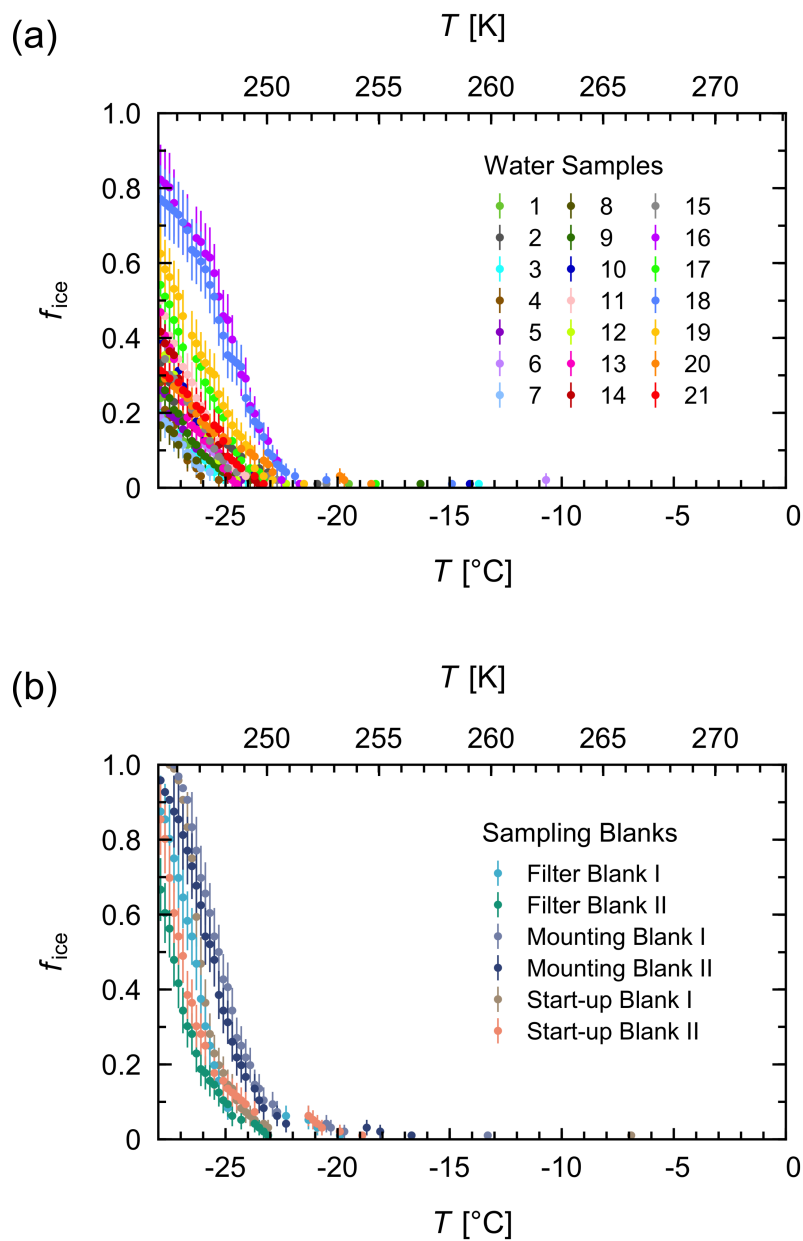 (a)
T [K]
250 255 260 265 270
1.0
0.8
0.6
0.4
0.2
0
fice
Water Samples
1 8 15
2 9 16
3 10 17
4 11 18
5 12 19
6 13 20
7 14 21
-25 -20 -15 -10 -5 0
T [°C]
(b)
T [K]
250 255 260 265 270
1.0
0.8
0.6
0.4
0.2
0
fice
Sampling Blanks
Filter Blank I
Filter Blank II
Mounting Blank I
Mounting Blank II
Start-up Blank I
Start-up Blank II
-25 -20 -15 -10 -5 0
T [°C]